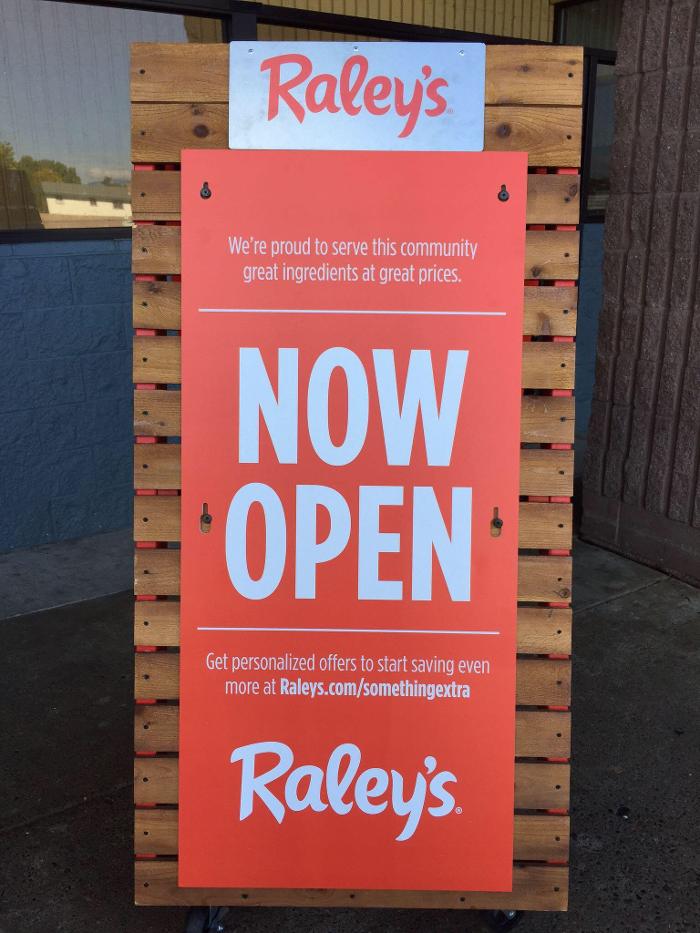 Raley's
We're proud to serve this community
great ingredients at great prices.
NOW
OPEN
Get personalized offers to start saving even
more at Raleys.com/somethingextra
Raley's®